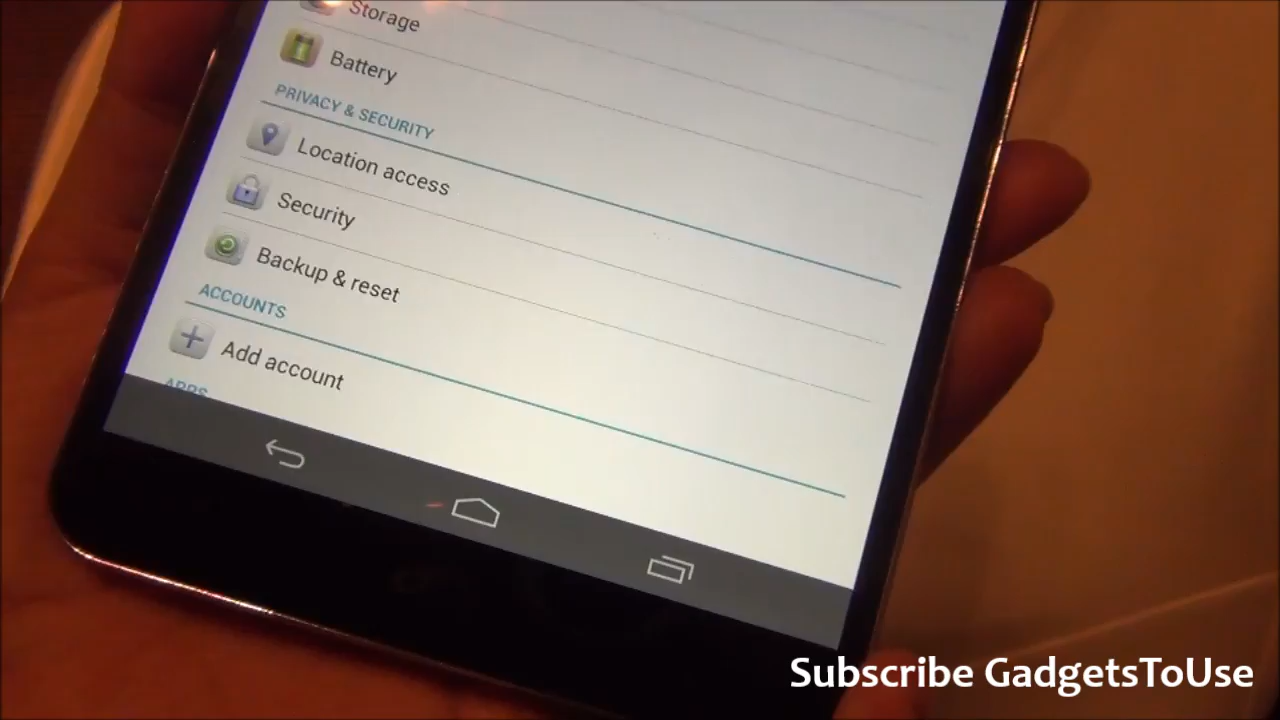 Storage
Battery
PRIVACY & SECURITY
Location access
Security
Backup & reset
ACCOUNTS
Add account
APPS
Subscribe GadgetsToUse